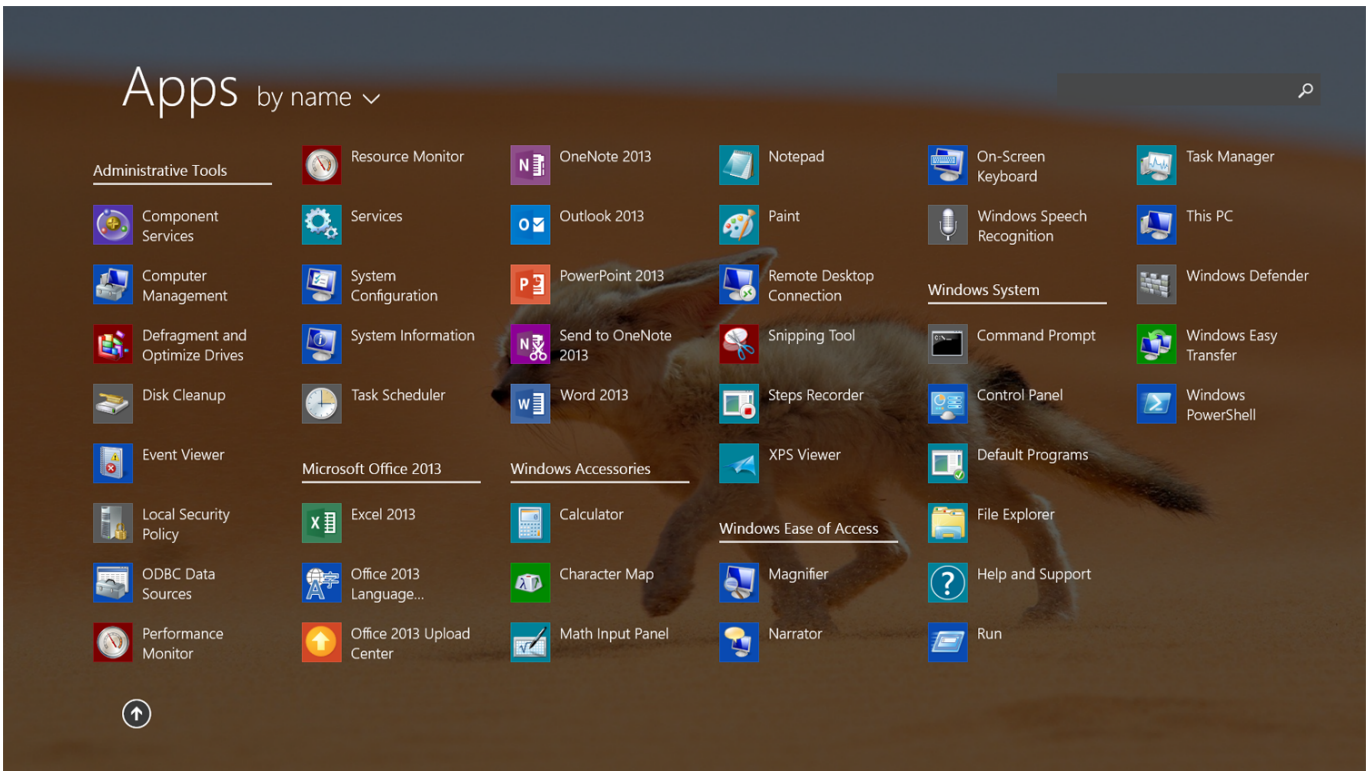 Apps by name
Administrative Tools
Component
Services
Computer
Management
Defragment and
Optimize Drives
Disk Cleanup
Event Viewer
Local Security
Policy
ODBC Data
Sources
Performance
Monitor
Resource Monitor
Services
System
Configuration
System Information
Task Scheduler
Microsoft Office 2013
Excel 2013
Office 2013
Language...
Office 2013 Upload
Center
OneNote 2013
Outlook 2013
PowerPoint 2013
Send to OneNote
2013
Word 2013
Windows Accessories
Calculator
Character Map
Math Input Panel
Notepad
Paint
Remote Desktop
Connection
Snipping Tool
Steps Recorder
XPS Viewer
Windows Ease of Access
Magnifier
Narrator
On-Screen
Keyboard
Windows Speech
Recognition
Windows System
Command Prompt
Control Panel
Default Programs
File Explorer
Help and Support
Run
Task Manager
This PC
Windows Defender
Windows Easy
Transfer
Windows
PowerShell